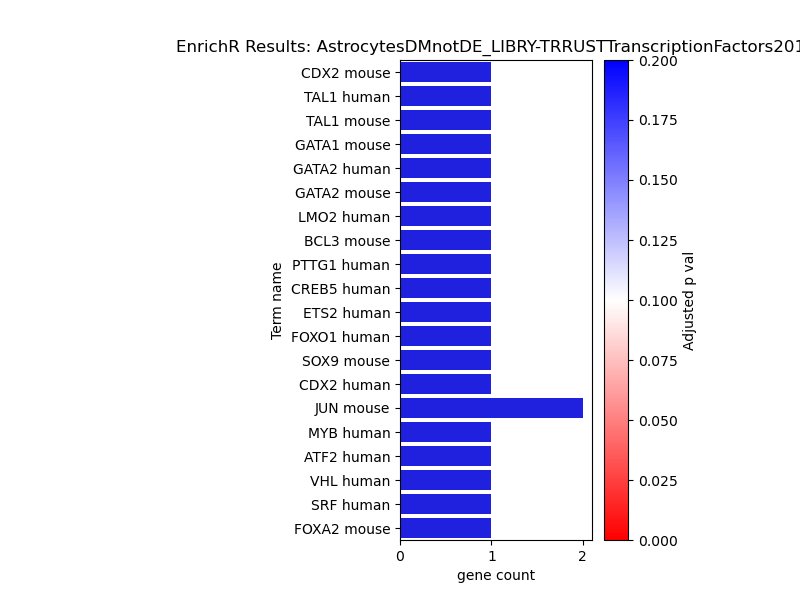 EnrichR Results: AstrocytesDMnotDE_LIBRY-TRRUSTTranscriptionFactors201
CDX2 mouse
TAL1 human
TAL1 mouse
GATA1 mouse
GATA2 human
GATA2 mouse
LMO2 human
BCL3 mouse
PTTG1 human
CREB5 human
ETS2 human
FOXO1 human
SOX9 mouse
CDX2 human
JUN mouse
MYB human
ATF2 human
VHL human
SRF human
FOXA2 mouse
Term name
0 1 2
gene count
0.200
0.175
0.150
0.125
0.100
0.075
0.050
0.025
0.000
Adjusted p val